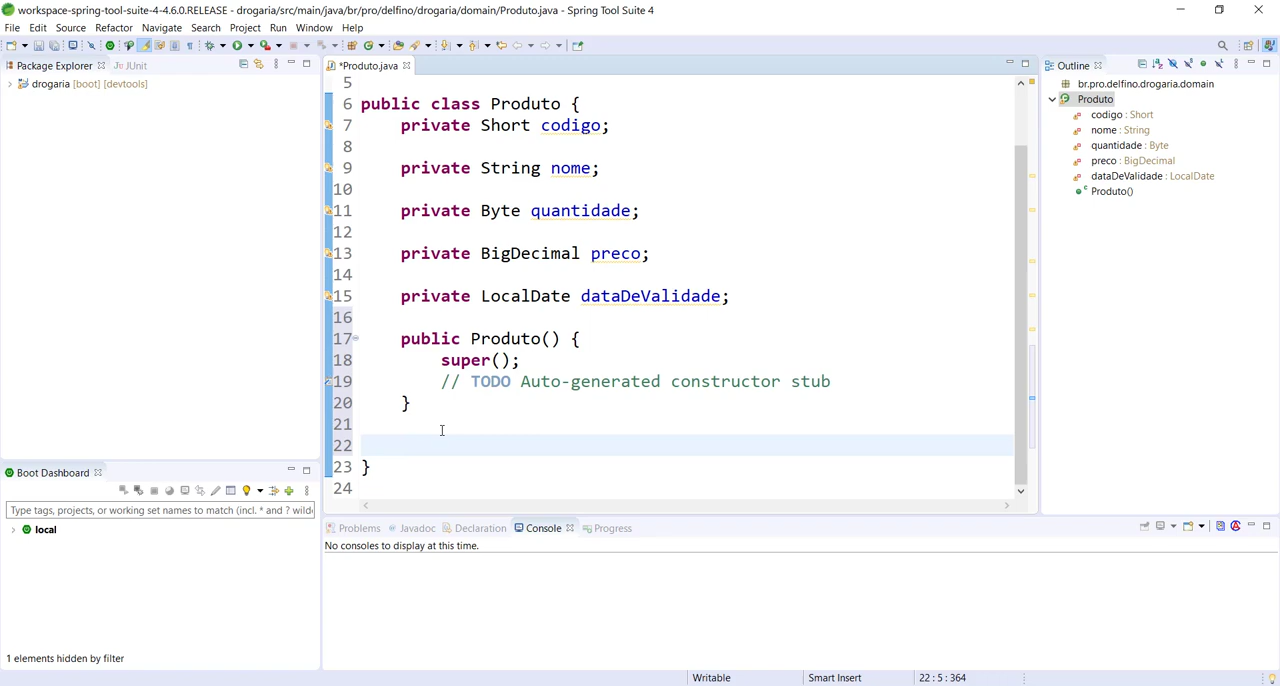 workspace-spring-tool-suite-4-4.6.0.RELEASE - drogaria/src/main/java/br/pro/delfino/drogaria/domain/Produto.java - Spring Tool Suite 4
File Edit Source Refactor Navigate Search Project Run Window Help
Package Explorer JUnit
drogaria [boot] [devtools]
*Produto.java
5
6 public class Produto {
7 private Short codigo;
8
9 private String nome;
10
11 private Byte quantidade;
12
13 private BigDecimal preco;
14
15 private LocalDate dataDeValidade;
16
17 public Produto() {
18 super();
19 // TODO Auto-generated constructor stub
20 }
21
22
23 }
24
Outline
br.pro.delfino.drogaria.domain
Produto
codigo : Short
nome : String
quantidade : Byte
preco : BigDecimal
dataDeValidade : LocalDate
Produto()
Boot Dashboard
Type tags, projects, or working set names to match (incl. * and ? wild
local
1 elements hidden by filter
Problems Javadoc Declaration Console Progress
No consoles to display at this time.
Writable Smart Insert 22 : 5 : 364